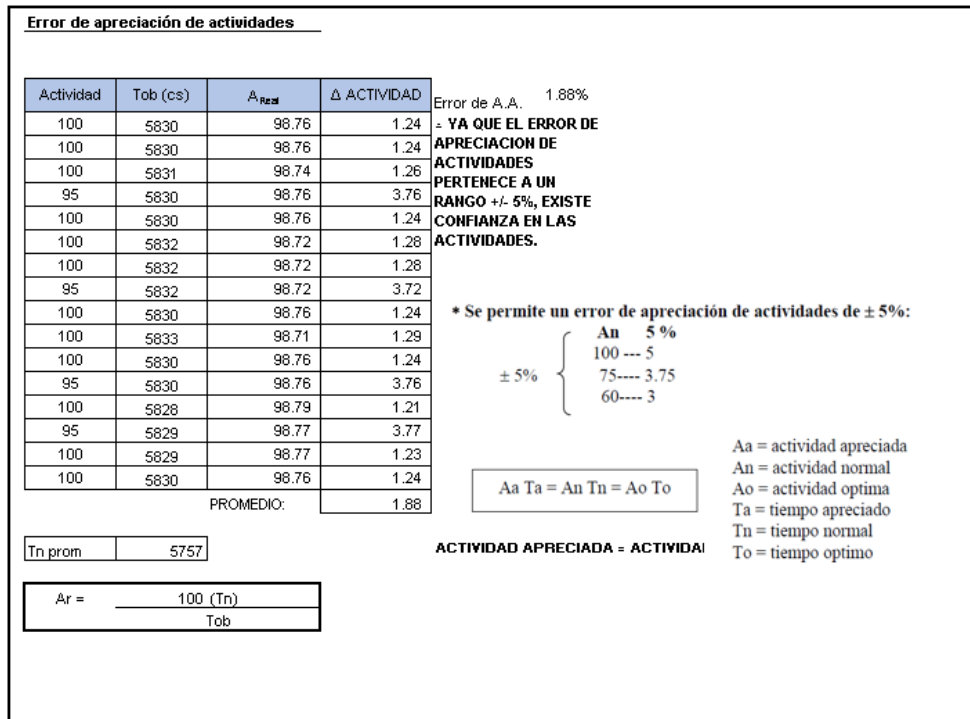 Error de apreciación de actividades
Actividad Tob (cs) A Real Δ ACTIVIDAD
100 5830 98.76 1.24
100 5830 98.76 1.24
100 5831 98.74 1.26
95 5830 98.76 3.76
100 5830 98.76 1.24
100 5832 98.72 1.28
100 5832 98.72 1.28
95 5832 98.72 3.72
100 5830 98.76 1.24
100 5833 98.71 1.29
100 5830 98.76 1.24
95 5830 98.76 3.76
100 5828 98.79 1.21
95 5829 98.77 3.77
100 5829 98.77 1.23
100 5830 98.76 1.24
PROMEDIO: 1.88
Tn prom 5757
Ar = 100 (Tn)
Tob
Error de A.A. 1.88%
- YA QUE EL ERROR DE
APRECIACION DE
ACTIVIDADES
PERTENECE A UN
RANGO +/- 5%, EXISTE
CONFIANZA EN LAS
ACTIVIDADES.
* Se permite un error de apreciación de actividades de ± 5%:
An 5 %
100 --- 5
± 5% 75---- 3.75
60---- 3
Aa Ta = An Tn = Ao To
Aa = actividad apreciada
An = actividad normal
Ao = actividad optima
Ta = tiempo apreciado
Tn = tiempo normal
To = tiempo optimo
ACTIVIDAD APRECIADA = ACTIVIDA